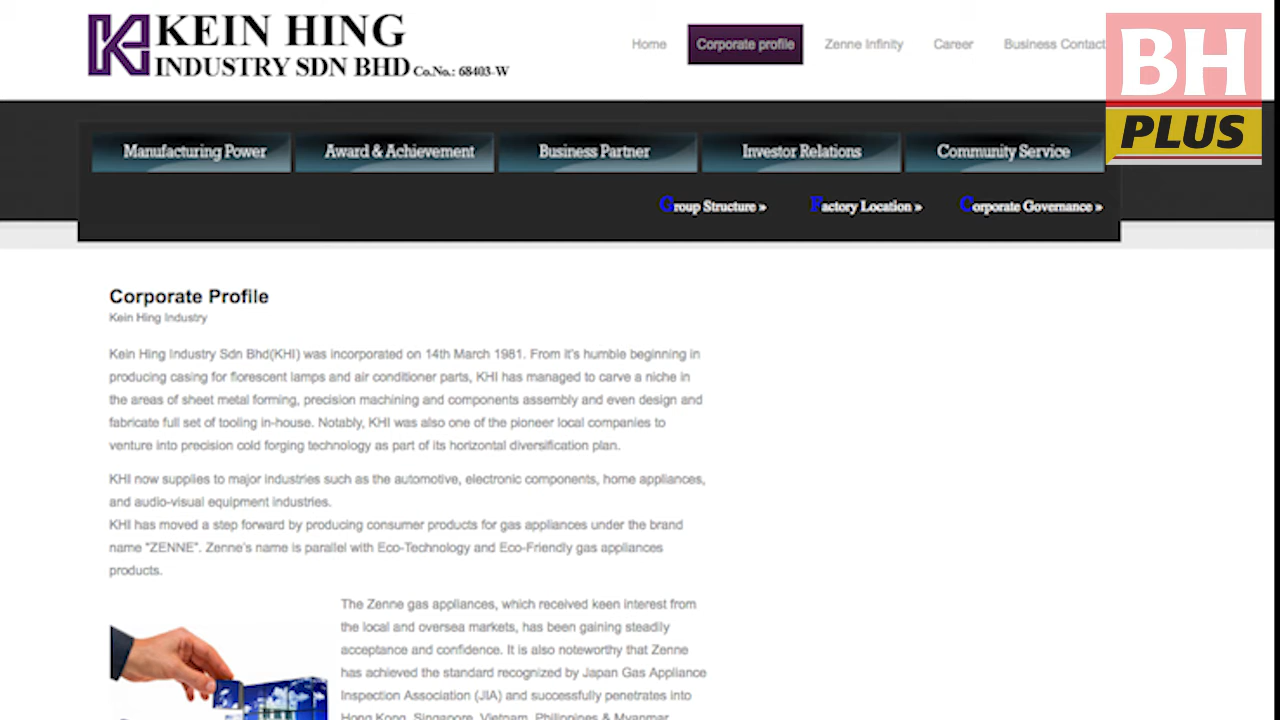 KEIN HING
INDUSTRY SDN BHD Co.No.: 68403-W
Home Corporate profile Zenne Infinity Career Business Contact
BH
PLUS
Manufacturing Power Award & Achievement Business Partner Investor Relations Community Service
Group Structure » Factory Location » Corporate Governance »
Corporate Profile
Kein Hing Industry
Kein Hing Industry Sdn Bhd(KHI) was incorporated on 14th March 1981. From it's humble beginning in
producing casing for florescent lamps and air conditioner parts, KHI has managed to carve a niche in
the areas of sheet metal forming, precision machining and components assembly and even design and
fabricate full set of tooling in-house. Notably, KHI was also one of the pioneer local companies to
venture into precision cold forging technology as part of its horizontal diversification plan.
KHI now supplies to major industries such as the automotive, electronic components, home appliances,
and audio-visual equipment industries.
KHI has moved a step forward by producing consumer products for gas appliances under the brand
name "ZENNE". Zenne's name is parallel with Eco-Technology and Eco-Friendly gas appliances
products.
The Zenne gas appliances, which received keen interest from
the local and oversea markets, has been gaining steadily
acceptance and confidence. It is also noteworthy that Zenne
has achieved the standard recognized by Japan Gas Appliance
Inspection Association (JIA) and successfully penetrates into
Hong Kong, Singapore, Vietnam, Philippines & Myanmar